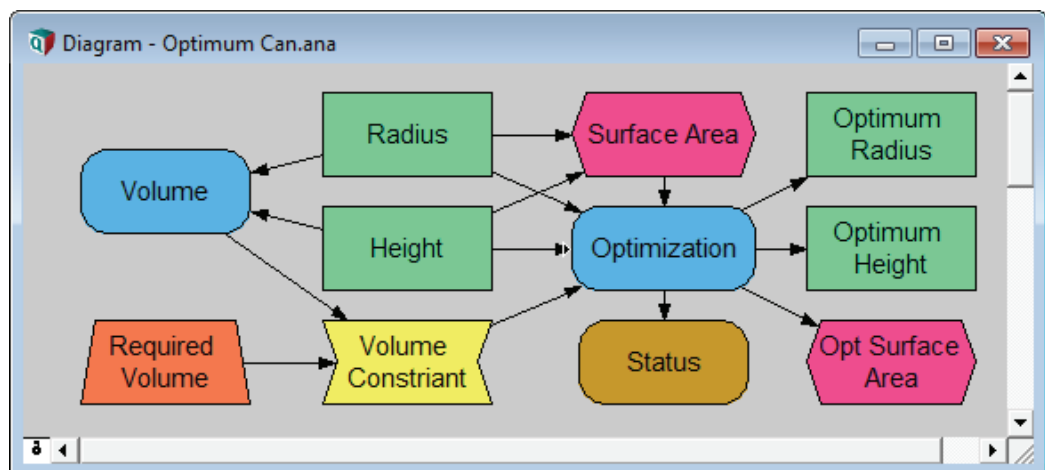 Diagram - Optimum Can.ana
Radius
Surface Area
Optimum
Radius
Volume
Height
Optimization
Optimum
Height
Required
Volume
Volume
Constriant
Status
Opt Surface
Area